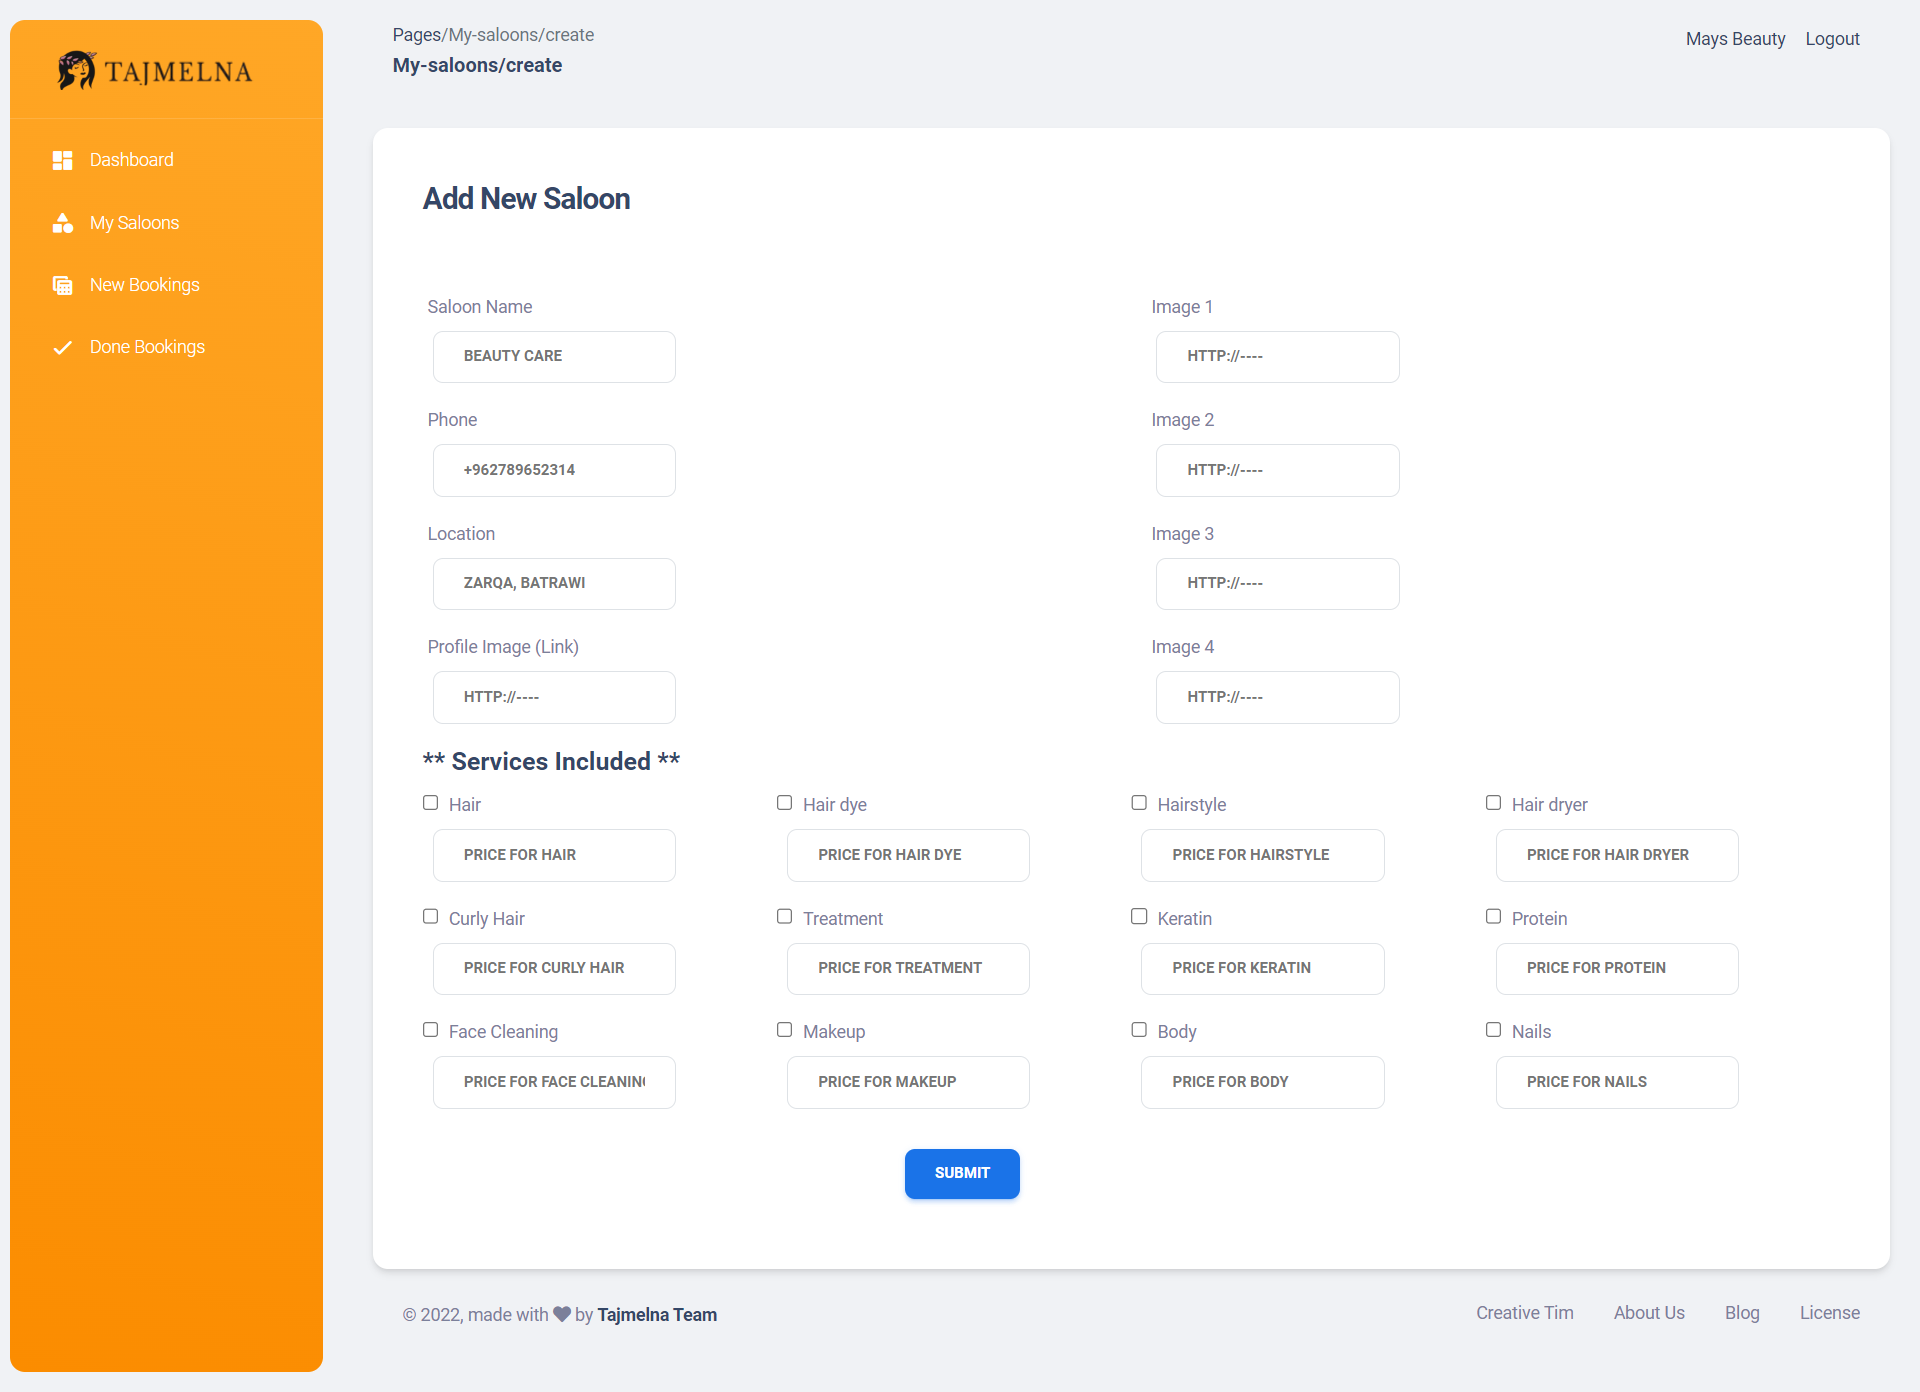 TAJMELNA
Dashboard
My Saloons
New Bookings
Done Bookings
Pages/My-saloons/create
My-saloons/create
Mays Beauty Logout
Add New Saloon
Saloon Name Image 1
BEAUTY CARE HTTP://----
Phone Image 2
+962789652314 HTTP://----
Location Image 3
ZARQA, BATRAWI HTTP://----
Profile Image (Link) Image 4
HTTP://---- HTTP://----
** Services Included **
Hair Hair dye Hairstyle Hair dryer
PRICE FOR HAIR PRICE FOR HAIR DYE PRICE FOR HAIRSTYLE PRICE FOR HAIR DRYER
Curly Hair Treatment Keratin Protein
PRICE FOR CURLY HAIR PRICE FOR TREATMENT PRICE FOR KERATIN PRICE FOR PROTEIN
Face Cleaning Makeup Body Nails
PRICE FOR FACE CLEANING PRICE FOR MAKEUP PRICE FOR BODY PRICE FOR NAILS
SUBMIT
© 2022, made with ♥ by Tajmelna Team
Creative Tim About Us Blog License